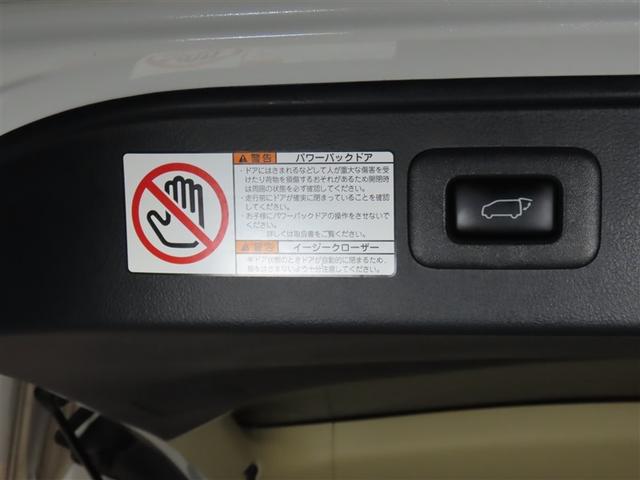 警告 パワーバックドア
・ドアにはさまれるなどして人が重大な傷害を受
けたり荷物を損傷するおそれがあるため開閉時
は周囲の状態を必ず確認してください。
・走行前にドアが確実に閉まっていることを確認
してください。
・お子様にパワーバックドアの操作をさせないで
ください。 詳しくは取扱書をご覧ください。
警告 イージークローザー
半ドア状態のときドアが自動的に閉まるため、
指をはさまないよう十分注意してください。